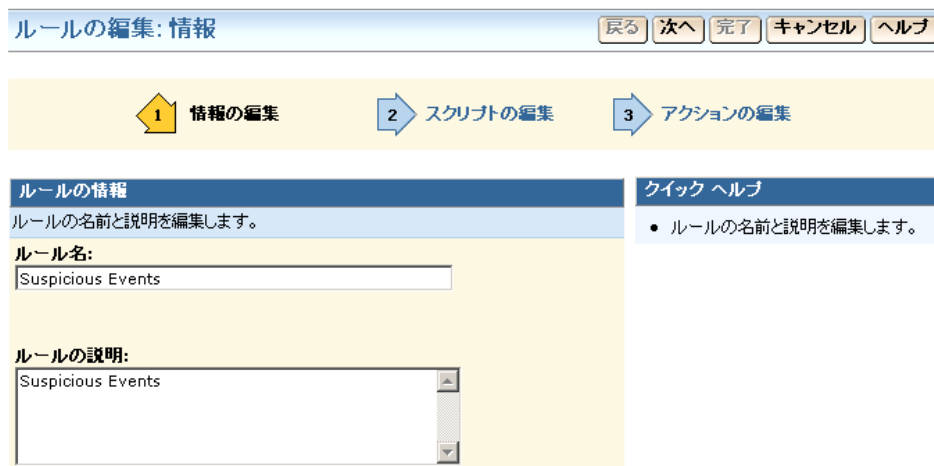 ルールの編集: 情報
戻る 次へ 完了 キャンセル ヘルプ
1 情報の編集 2 スクリプトの編集 3 アクションの編集
ルールの情報
ルールの名前と説明を編集します。
ルール名:
Suspicious Events
ルールの説明:
Suspicious Events
クイック ヘルプ
● ルールの名前と説明を編集します。